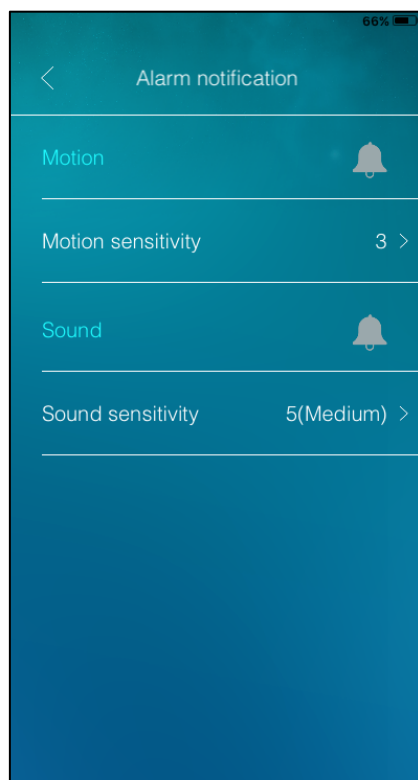 66%
Alarm notification
Motion
Motion sensitivity 3
Sound
Sound sensitivity 5(Medium)